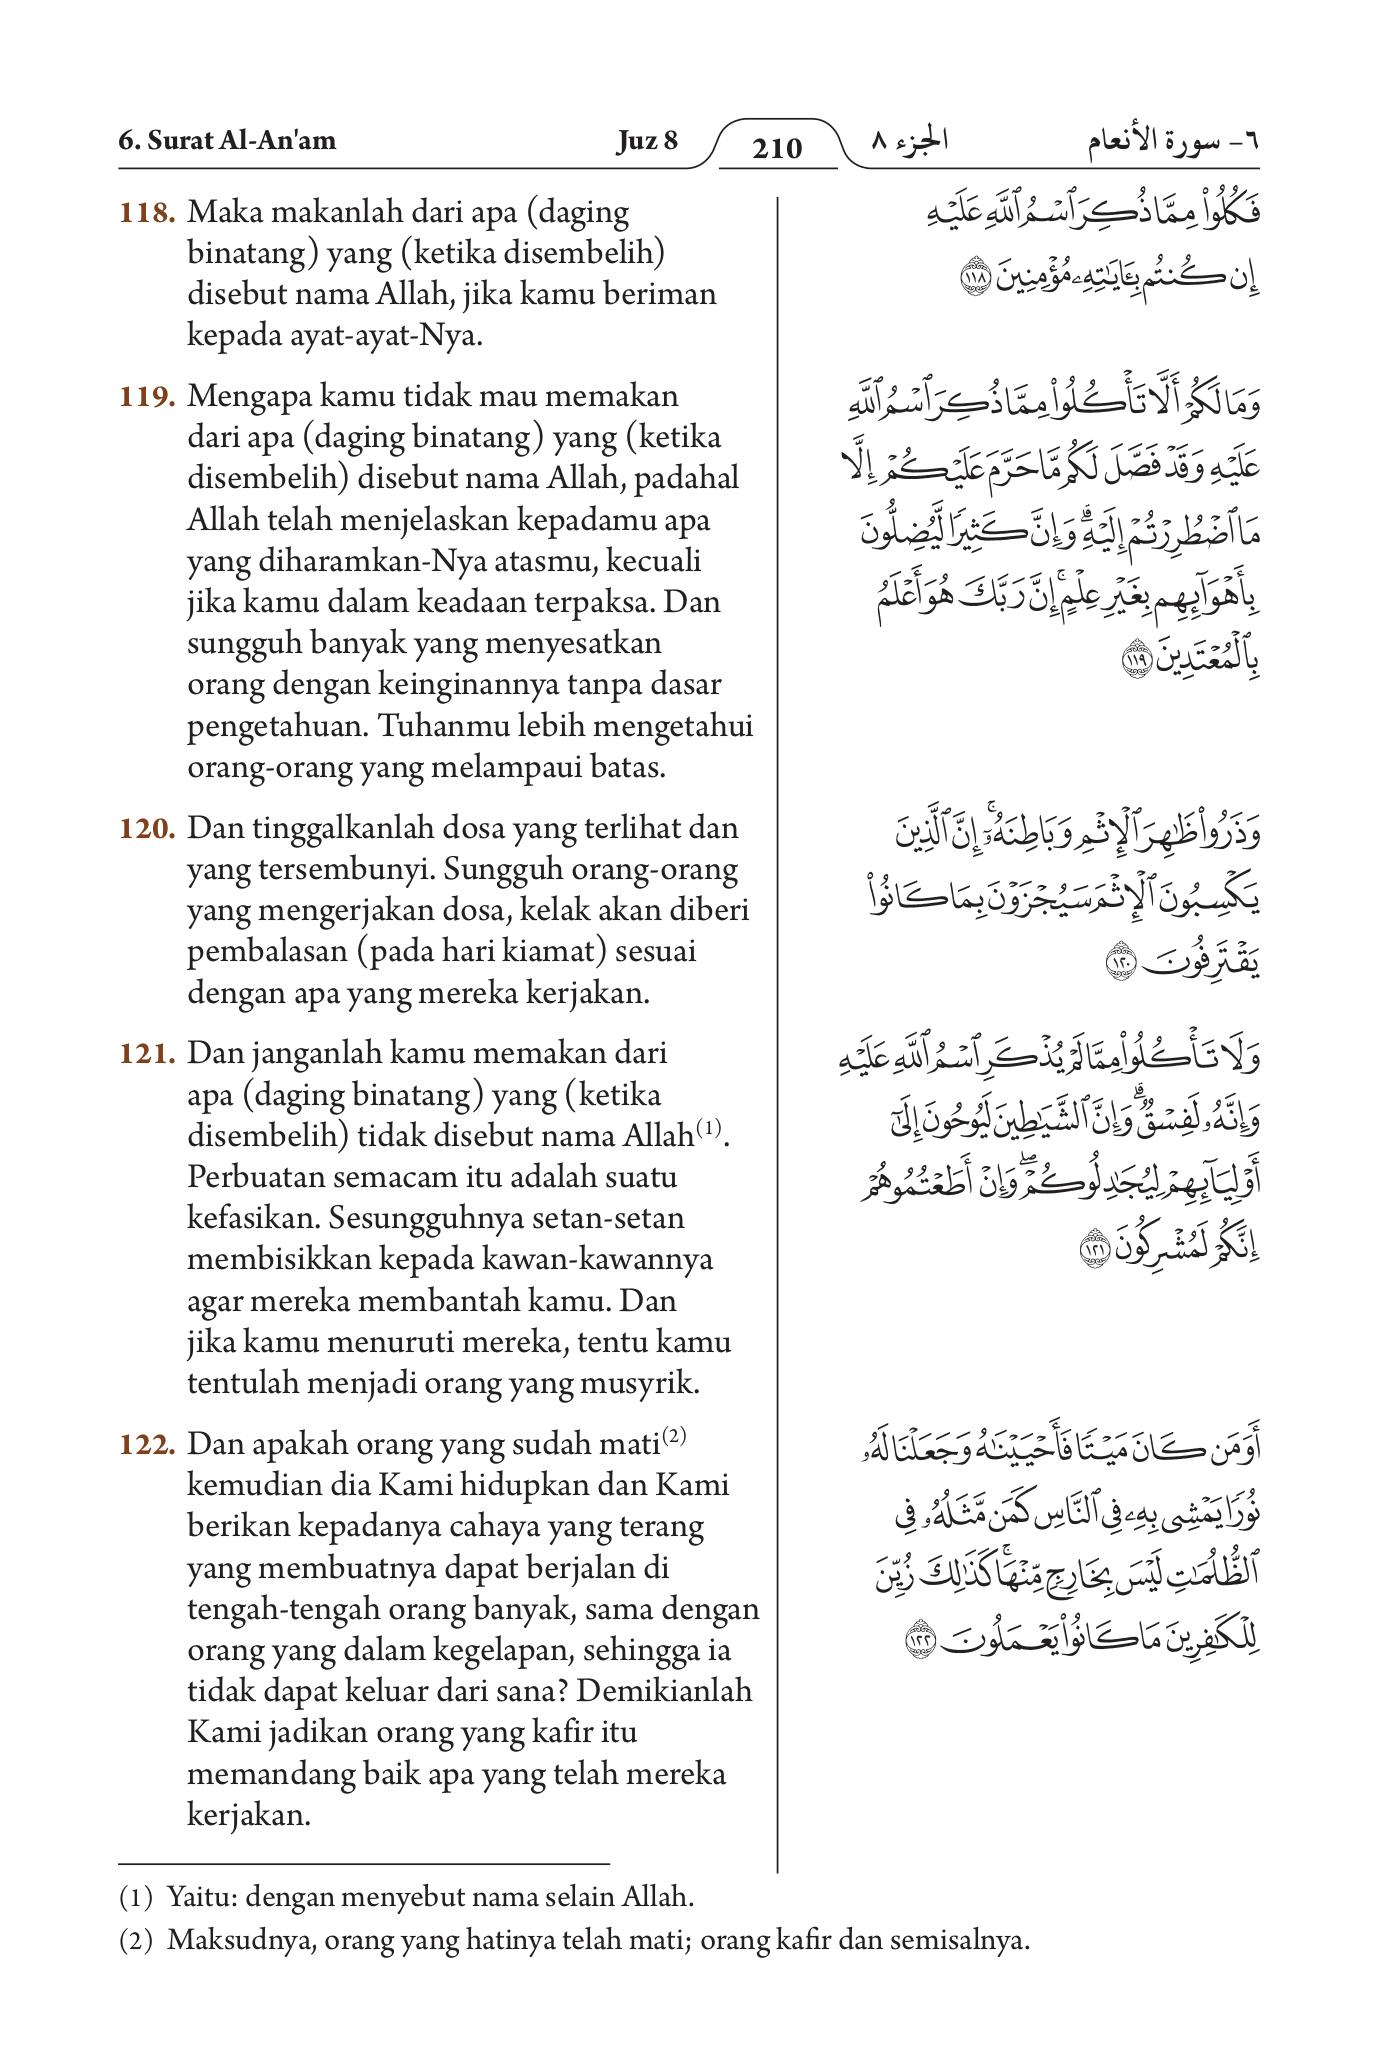 6. Surat Al-An'am
Juz 8
210
الجزء ٨
٦- سورة الأنعام
118. Maka makanlah dari apa (daging
binatang) yang (ketika disembelih)
disebut nama Allah, jika kamu beriman
kepada ayat-ayat-Nya.
فَكُلُوا۟ مِمَّا ذُكِرَ ٱسْمُ ٱللَّهِ عَلَيْهِ
إِن كُنتُم بِـَٔايَـٰتِهِۦ مُؤْمِنِينَ ١١٨
119. Mengapa kamu tidak mau memakan
dari apa (daging binatang) yang (ketika
disembelih) disebut nama Allah, padahal
Allah telah menjelaskan kepadamu apa
yang diharamkan-Nya atasmu, kecuali
jika kamu dalam keadaan terpaksa. Dan
sungguh banyak yang menyesatkan
orang dengan keinginannya tanpa dasar
pengetahuan. Tuhanmu lebih mengetahui
orang-orang yang melampaui batas.
وَمَا لَكُمْ أَلَّا تَأْكُلُوا۟ مِمَّا ذُكِرَ ٱسْمُ ٱللَّهِ
عَلَيْهِ وَقَدْ فَصَّلَ لَكُم مَّا حَرَّمَ عَلَيْكُمْ إِلَّا
مَا ٱضْطُرِرْتُمْ إِلَيْهِ ۗ وَإِنَّ كَثِيرًا لَّيُضِلُّونَ
بِأَهْوَآئِهِم بِغَيْرِ عِلْمٍ ۚ إِنَّ رَبَّكَ هُوَ أَعْلَمُ
بِٱلْمُعْتَدِينَ ١١٩
120. Dan tinggalkanlah dosa yang terlihat dan
yang tersembunyi. Sungguh orang-orang
yang mengerjakan dosa, kelak akan diberi
pembalasan (pada hari kiamat) sesuai
dengan apa yang mereka kerjakan.
وَذَرُوا۟ ظَـٰهِرَ ٱلْإِثْمِ وَبَاطِنَهُۥٓ ۚ إِنَّ ٱلَّذِينَ
يَكْسِبُونَ ٱلْإِثْمَ سَيُجْزَوْنَ بِمَا كَانُوا۟
يَقْتَرِفُونَ ١٢٠
121. Dan janganlah kamu memakan dari
apa (daging binatang) yang (ketika
disembelih) tidak disebut nama Allah(1).
Perbuatan semacam itu adalah suatu
kefasikan. Sesungguhnya setan-setan
membisikkan kepada kawan-kawannya
agar mereka membantah kamu. Dan
jika kamu menuruti mereka, tentu kamu
tentulah menjadi orang yang musyrik.
وَلَا تَأْكُلُوا۟ مِمَّا لَمْ يُذْكَرِ ٱسْمُ ٱللَّهِ عَلَيْهِ
وَإِنَّهُۥ لَفِسْقٌ ۗ وَإِنَّ ٱلشَّيَـٰطِينَ لَيُوحُونَ إِلَىٰٓ
أَوْلِيَآئِهِمْ لِيُجَـٰدِلُوكُمْ ۖ وَإِنْ أَطَعْتُمُوهُمْ
إِنَّكُمْ لَمُشْرِكُونَ ١٢١
122. Dan apakah orang yang sudah mati(2)
kemudian dia Kami hidupkan dan Kami
berikan kepadanya cahaya yang terang
yang membuatnya dapat berjalan di
tengah-tengah orang banyak, sama dengan
orang yang dalam kegelapan, sehingga ia
tidak dapat keluar dari sana? Demikianlah
Kami jadikan orang yang kafir itu
memandang baik apa yang telah mereka
kerjakan.
أَوَمَن كَانَ مَيْتًا فَأَحْيَيْنَـٰهُ وَجَعَلْنَا لَهُۥ
نُورًا يَمْشِى بِهِۦ فِى ٱلنَّاسِ كَمَن مَّثَلُهُۥ فِى
ٱلظُّلُمَـٰتِ لَيْسَ بِخَارِجٍ مِّنْهَا ۚ كَذَٰلِكَ زُيِّنَ
لِلْكَـٰفِرِينَ مَا كَانُوا۟ يَعْمَلُونَ ١٢٢
(1) Yaitu: dengan menyebut nama selain Allah.
(2) Maksudnya, orang yang hatinya telah mati; orang kafir dan semisalnya.